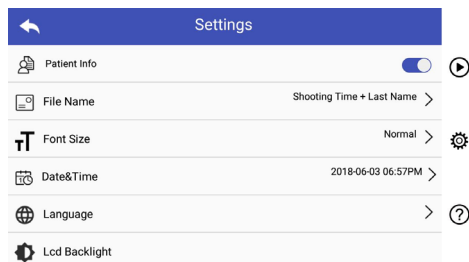 Settings
Patient Info
File Name Shooting Time + Last Name
Font Size Normal
Date&Time 2018-06-03 06:57PM
Language
Lcd Backlight